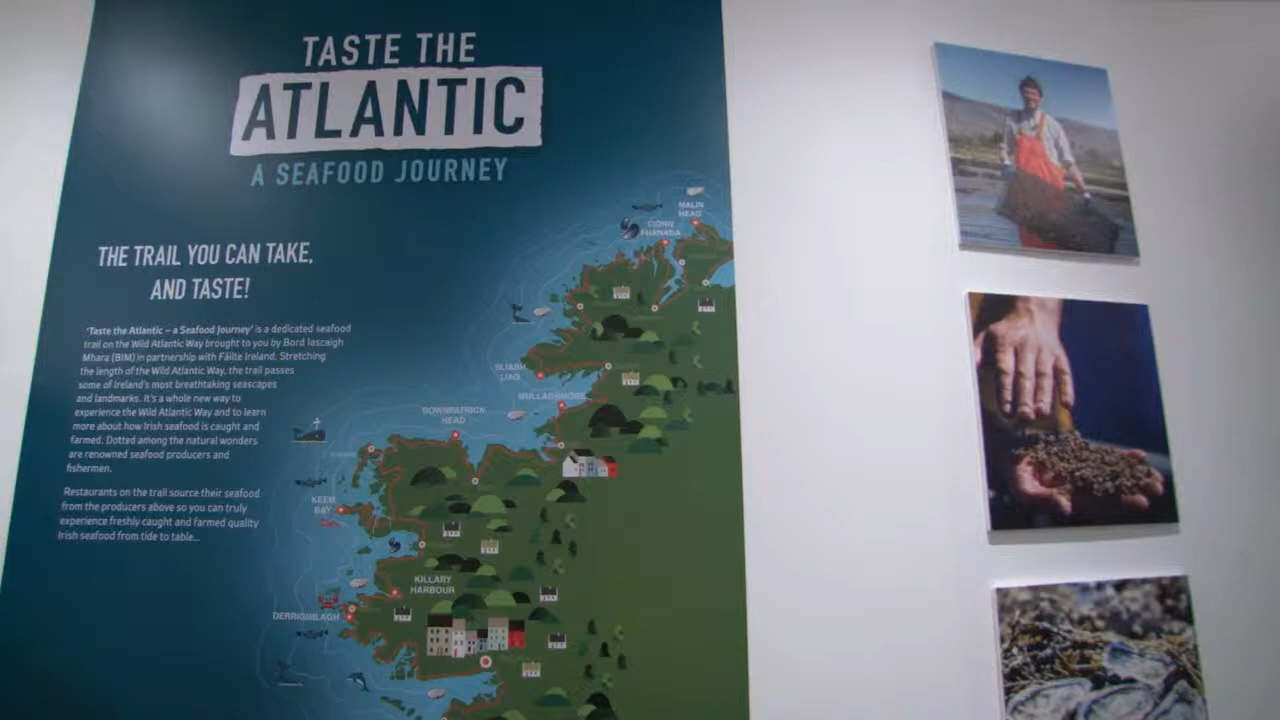 TASTE THE
ATLANTIC
A SEAFOOD JOURNEY
THE TRAIL YOU CAN TAKE,
AND TASTE!
'Taste the Atlantic – a Seafood Journey' is a dedicated seafood
trail on the Wild Atlantic Way brought to you by Bord Iascaigh
Mhara (BIM) in partnership with Fáilte Ireland. Stretching
the length of the Wild Atlantic Way, the trail passes
some of Ireland's most breathtaking seascapes
and landmarks. It's a whole new way to
experience the Wild Atlantic Way and to learn
more about how Irish seafood is caught and
farmed. Dotted among the natural wonders
are renowned seafood producers and
fishermen.
Restaurants on the trail source their seafood
from the producers above so you can truly
experience freshly caught and farmed quality
Irish seafood from tide to table...
MALIN
HEAD
FHANADA
SLIABH
LIAG
MULLAGHMORE
DOWNPATRICK
HEAD
KEEM
BAY
KILLARY
HARBOUR
DERRIGIMLAGH